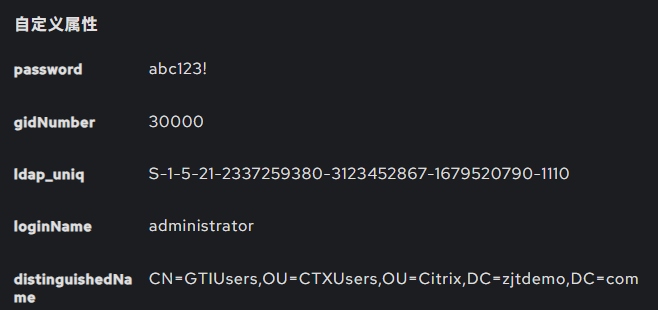 自定义属性
password abc123!
gidNumber 30000
ldap_uniq S-1-5-21-2337259380-3123452867-1679520790-1110
loginName administrator
distinguishedNa CN=GTIUsers,OU=CTXUsers,OU=Citrix,DC=zjtdemo,DC=com
me